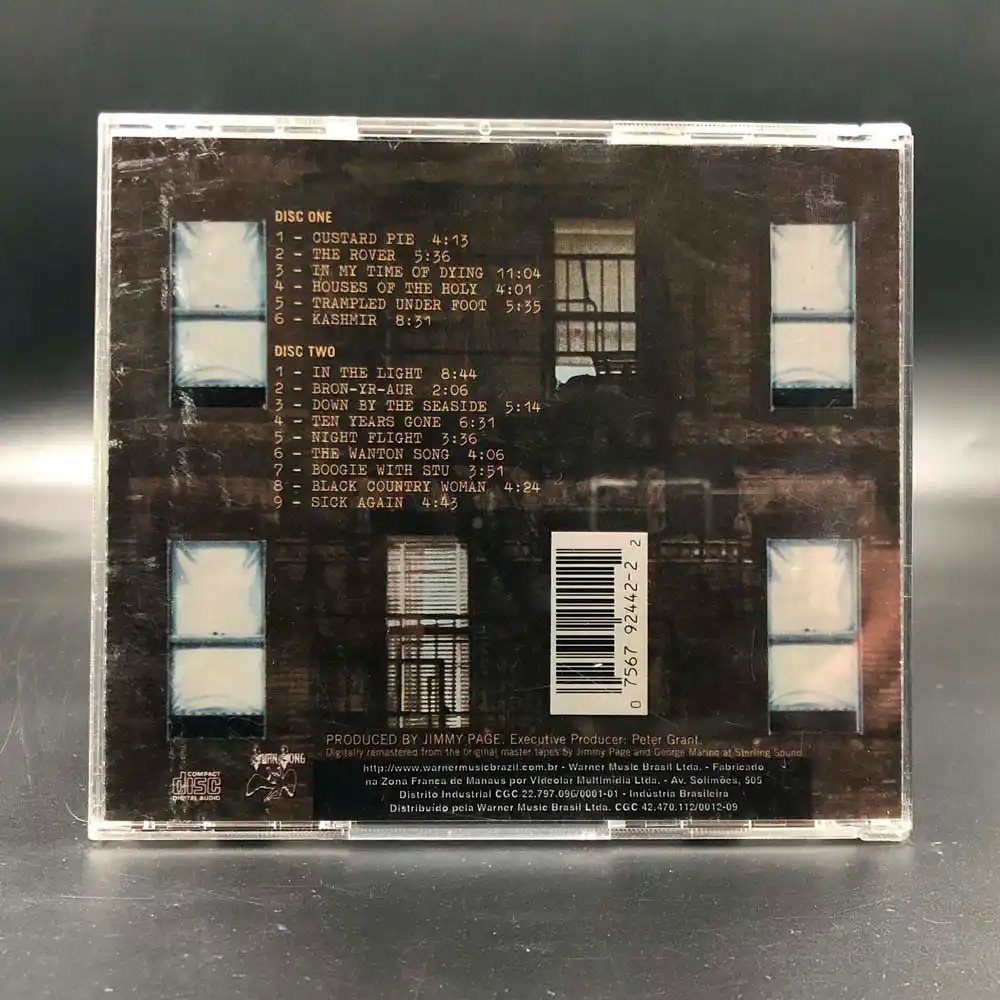 DISC ONE
1 - CUSTARD PIE 4:13
2 - THE ROVER 5:36
3 - IN MY TIME OF DYING 11:04
4 - HOUSES OF THE HOLY 4:01
5 - TRAMPLED UNDER FOOT 5:35
6 - KASHMIR 8:31
DISC TWO
1 - IN THE LIGHT 8:44
2 - BRON-YR-AUR 2:06
3 - DOWN BY THE SEASIDE 5:14
4 - TEN YEARS GONE 6:31
5 - NIGHT FLIGHT 3:36
6 - THE WANTON SONG 4:06
7 - BOOGIE WITH STU 3:51
8 - BLACK COUNTRY WOMAN 4:24
9 - SICK AGAIN 4:43
0 7567 92442-2 2
PRODUCED BY JIMMY PAGE. Executive Producer: Peter Grant.
Digitally remastered from the original master tapes by Jimmy Page and George Marino at Sterling Sound
http://www.warnermusicbrazil.com.br - Warner Music Brasil Ltda. - Fabricado
na Zona Franca de Manaus por Videolar Multimídia Ltda. - Av. Solimões, 505
Distrito Industrial CGC 22.797.096/0001-01 - Indústria Brasileira
Distribuído pela Warner Music Brasil Ltda. CGC 42.470.112/0012-09
COMPACT
disc
DIGITAL AUDIO
SWAN SONG